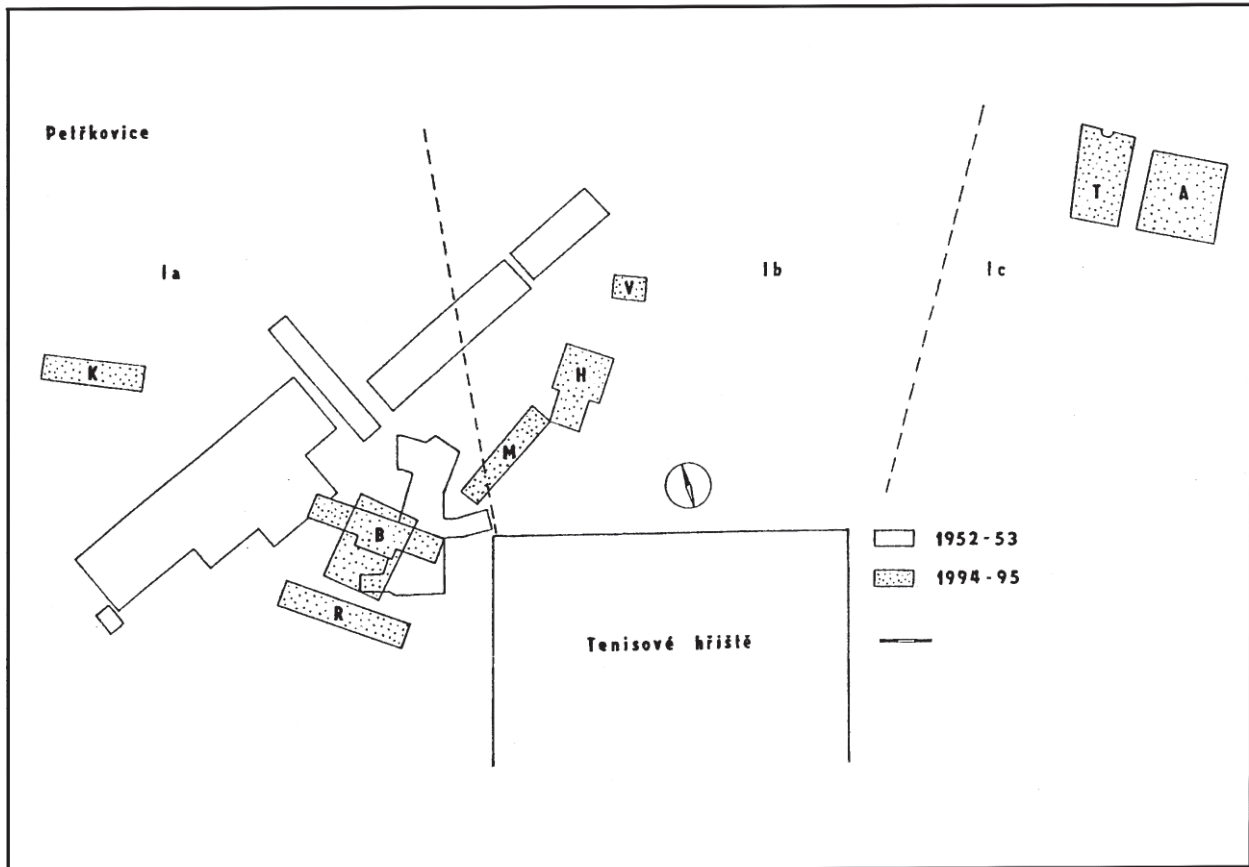 Petřkovice
T
A
Ia
Ib
Ic
V
K
H
M
B
1952-53
1994-95
R
Tenisové hřiště